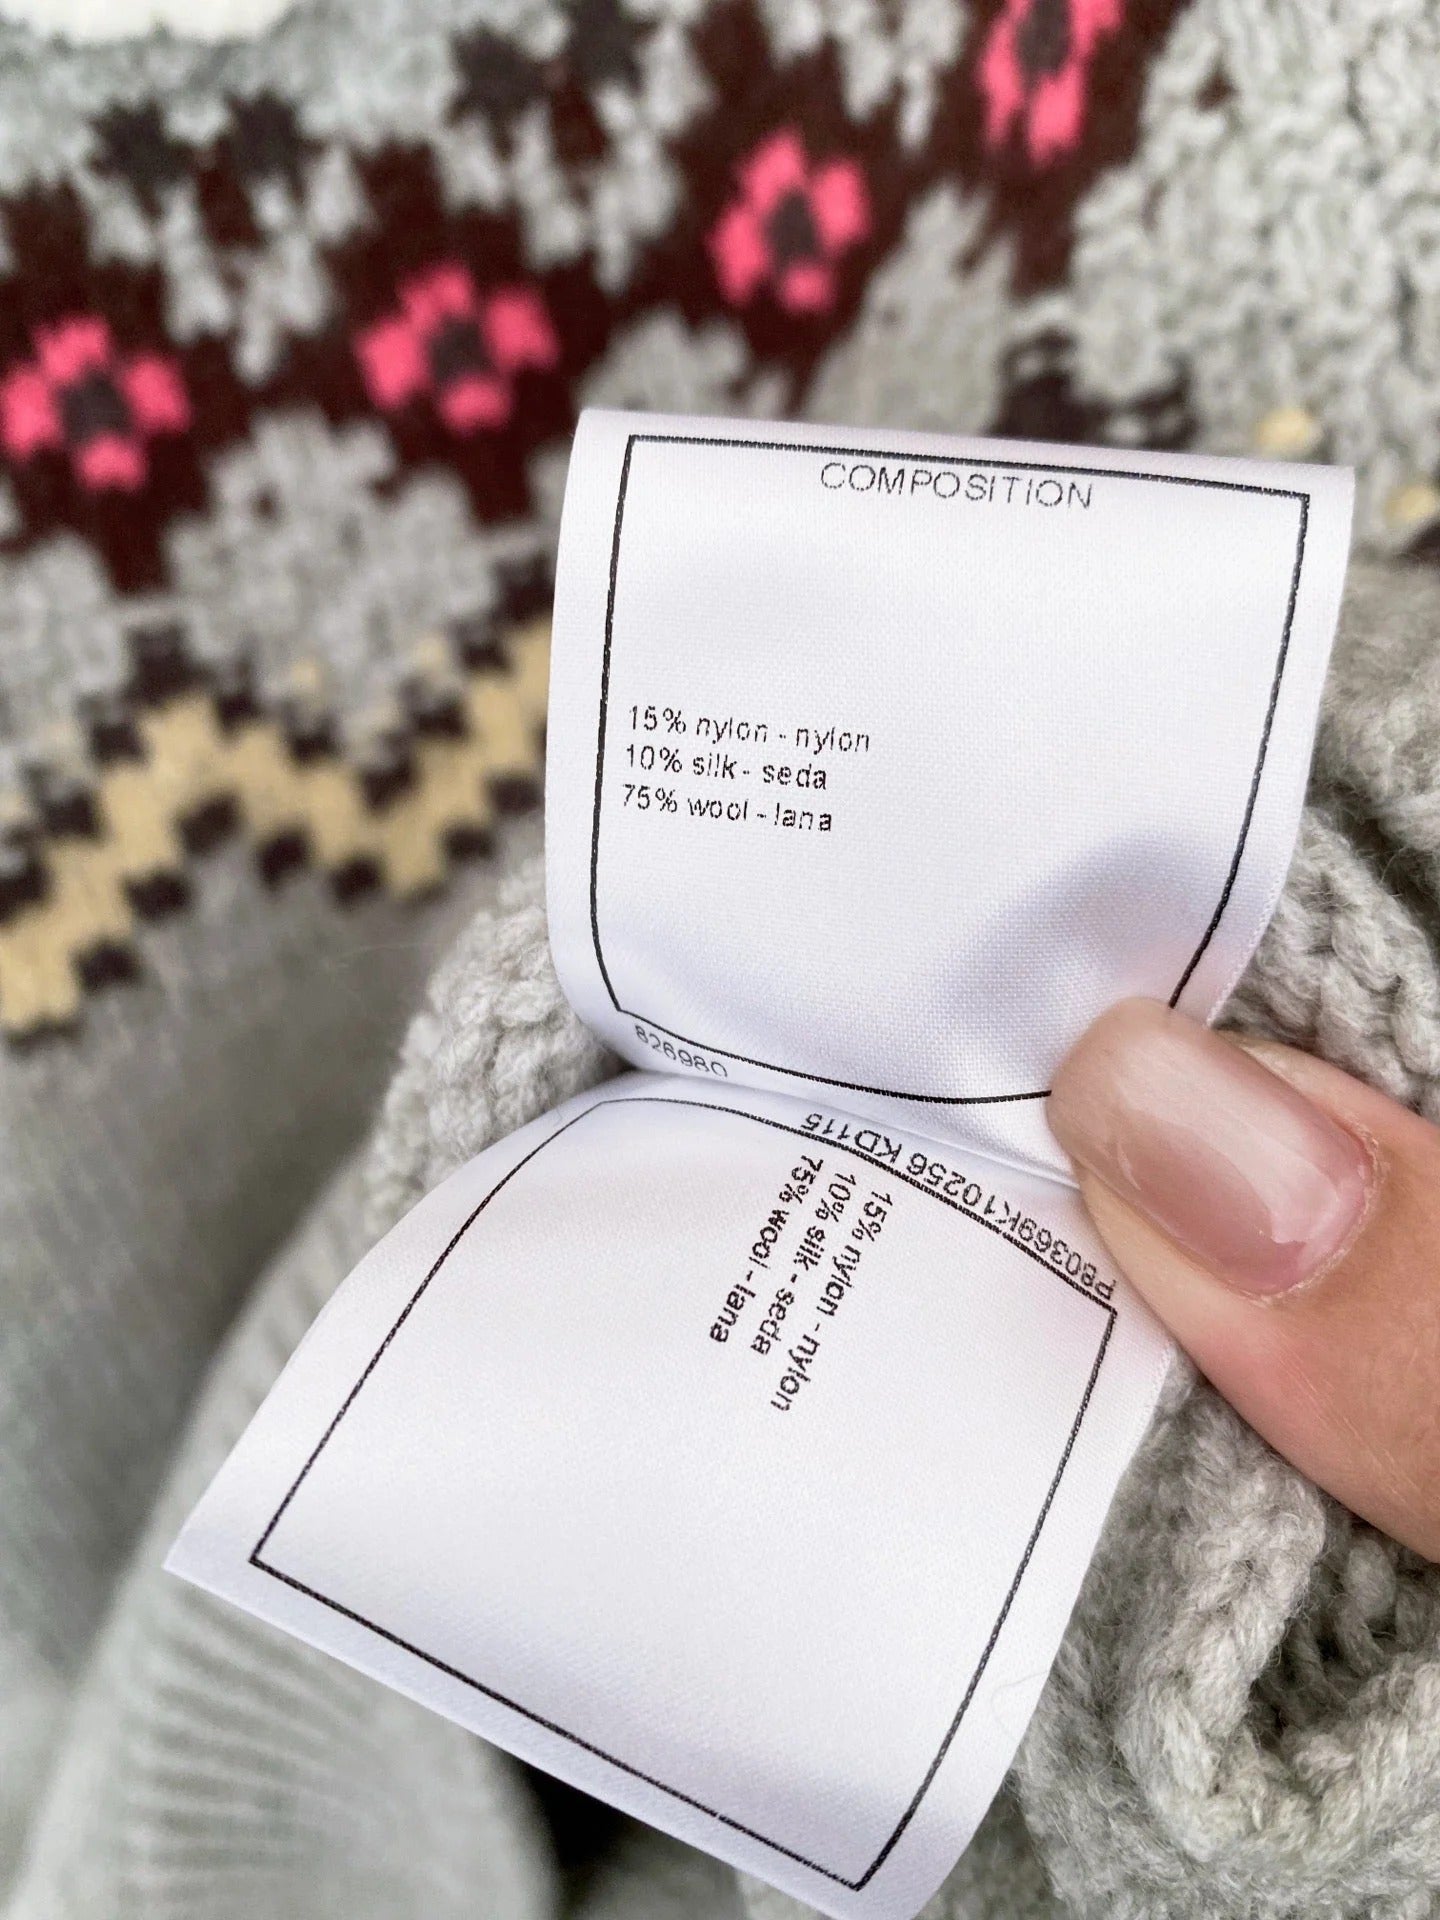 COMPOSITION
15% nylon - nylon
10% silk - seda
75% wool - lana
826980
P80369K10256 KD115
15% nylon - nylon
10% silk - seda
75% wool - lana